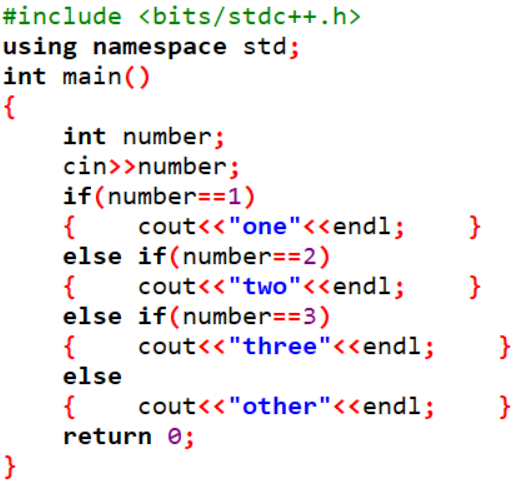 #include <bits/stdc++.h>
using namespace std;
int main()
{
    int number;
    cin>>number;
    if(number==1)
    {    cout<<"one"<<endl;    }
    else if(number==2)
    {    cout<<"two"<<endl;    }
    else if(number==3)
    {    cout<<"three"<<endl;    }
    else
    {    cout<<"other"<<endl;    }
    return 0;
}